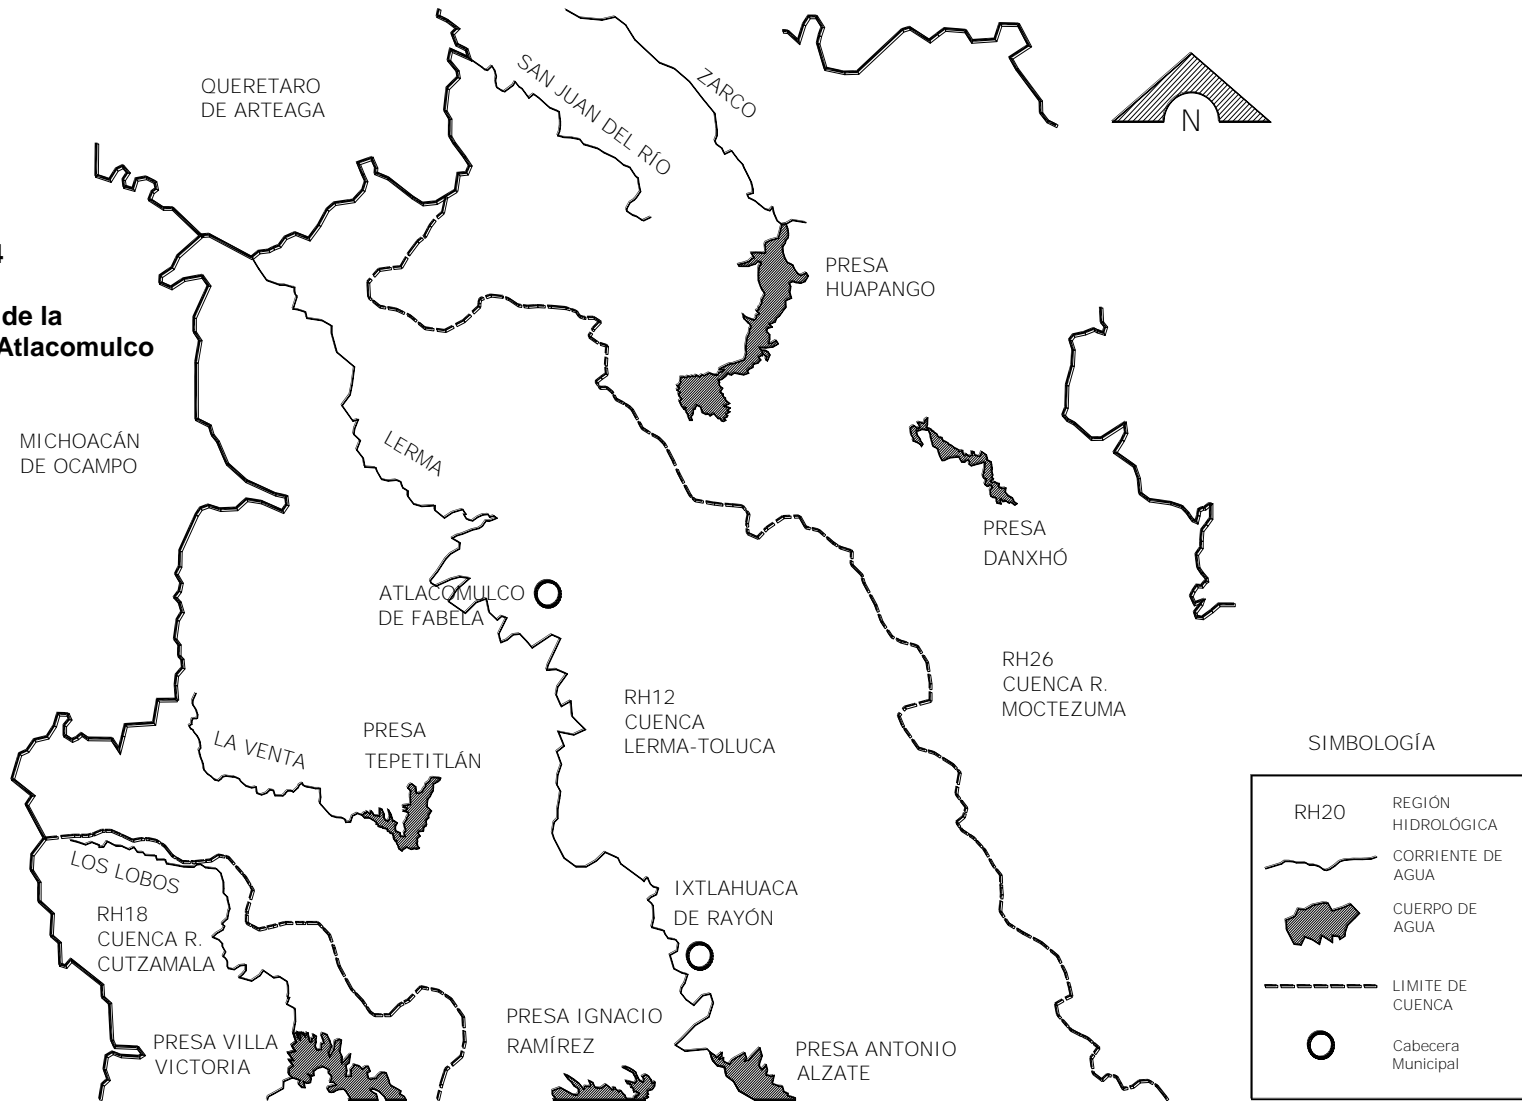 QUERETARO
DE ARTEAGA
SAN JUAN DEL RÍO
ZARCO
N
4
de la
Atlacomulco
PRESA
HUAPANGO
MICHOACÁN
DE OCAMPO
LERMA
PRESA
DANXHÓ
ATLACOMULCO
DE FABELA
RH12
CUENCA
LERMA-TOLUCA
RH26
CUENCA R.
MOCTEZUMA
LA VENTA
PRESA
TEPETITLÁN
LOS LOBOS
RH18
CUENCA R.
CUTZAMALA
IXTLAHUACA
DE RAYÓN
PRESA VILLA
VICTORIA
PRESA IGNACIO
RAMÍREZ
PRESA ANTONIO
ALZATE
SIMBOLOGÍA
RH20
REGIÓN
HIDROLÓGICA
CORRIENTE DE
AGUA
CUERPO DE
AGUA
LIMITE DE
CUENCA
Cabecera
Municipal